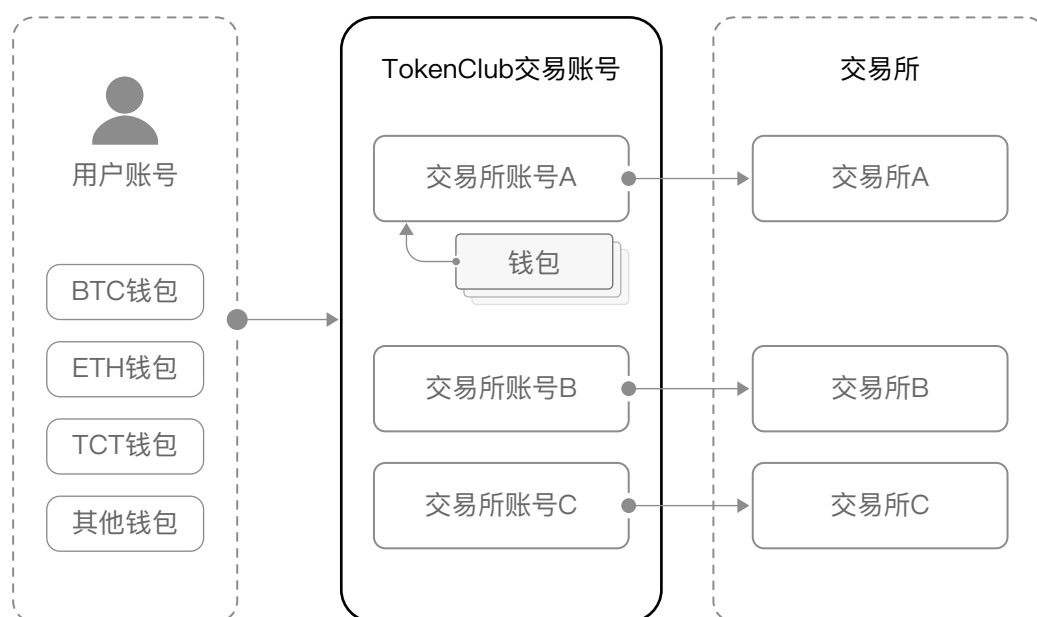 用户账号
BTC钱包
ETH钱包
TCT钱包
其他钱包
TokenClub交易账号
交易所账号A
钱包
交易所账号B
交易所账号C
交易所
交易所A
交易所B
交易所C